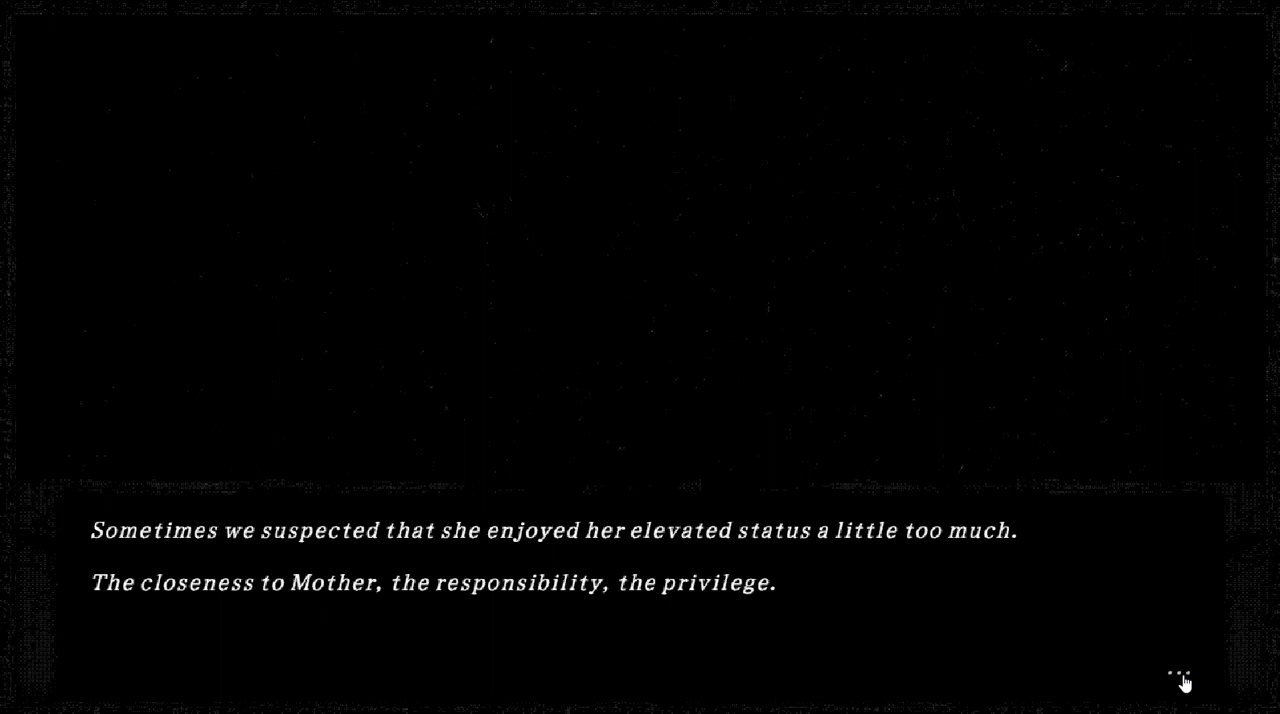 Sometimes we suspected that she enjoyed her elevated status a little too much.
The closeness to Mother, the responsibility, the privilege.
...